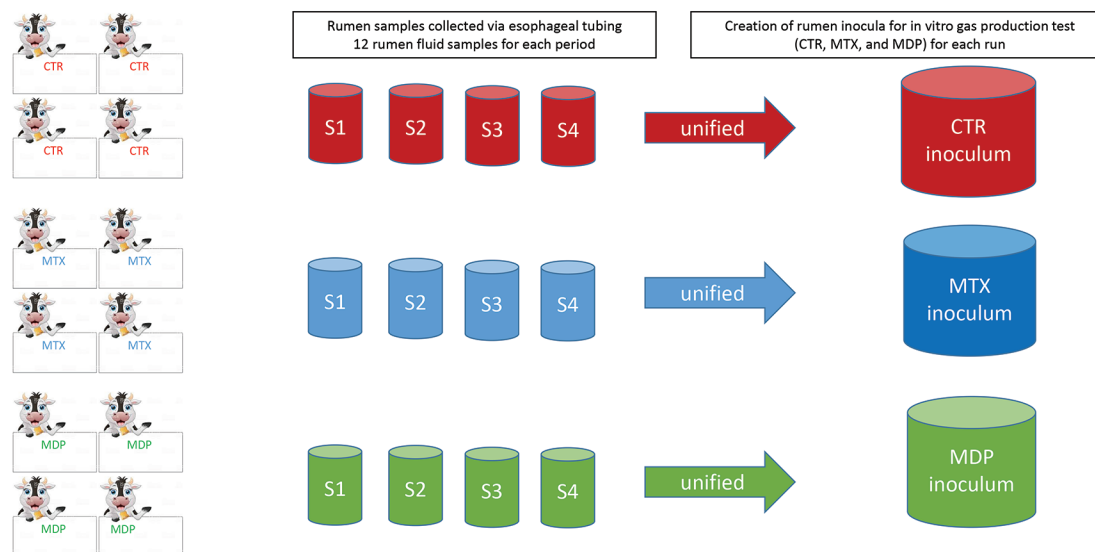 Rumen samples collected via esophageal tubing
12 rumen fluid samples for each period
Creation of rumen inocula for in vitro gas production test
(CTR, MTX, and MDP) for each run
CTR CTR
CTR CTR
S1 S2 S3 S4
unified
CTR
inoculum
MTX MTX
MTX MTX
S1 S2 S3 S4
unified
MTX
inoculum
MDP MDP
MDP MDP
S1 S2 S3 S4
unified
MDP
inoculum